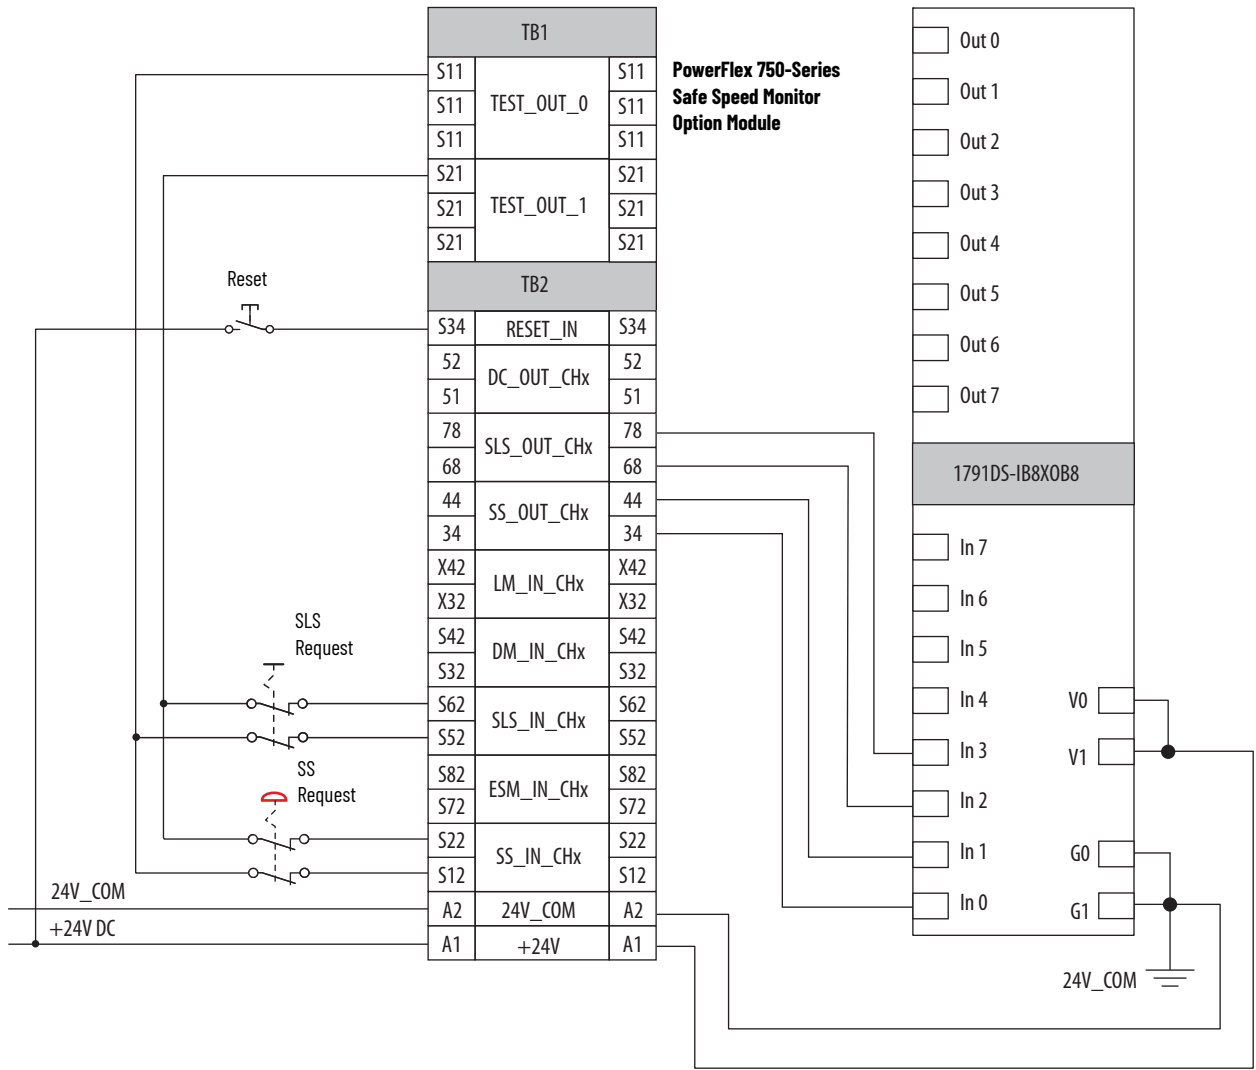 TB1
S11 S11
S11 TEST_OUT_0 S11
S11 S11
S21 S21
S21 TEST_OUT_1 S21
S21 S21
PowerFlex 750-Series
Safe Speed Monitor
Option Module
TB2
Reset
S34 RESET_IN S34
52 52
DC_OUT_CHx
51 51
78 78
SLS_OUT_CHx
68 68
44 44
SS_OUT_CHx
34 34
X42 X42
LM_IN_CHx
X32 X32
S42 S42
DM_IN_CHx
S32 S32
SLS
Request
S62 S62
SLS_IN_CHx
S52 S52
SS
Request
S82 S82
ESM_IN_CHx
S72 S72
S22 S22
SS_IN_CHx
S12 S12
24V_COM
A2 24V_COM A2
+24V DC
A1 +24V A1
Out 0
Out 1
Out 2
Out 3
Out 4
Out 5
Out 6
Out 7
1791DS-IB8XOB8
In 7
In 6
In 5
In 4 V0
In 3 V1
In 2
In 1 G0
In 0 G1
24V_COM